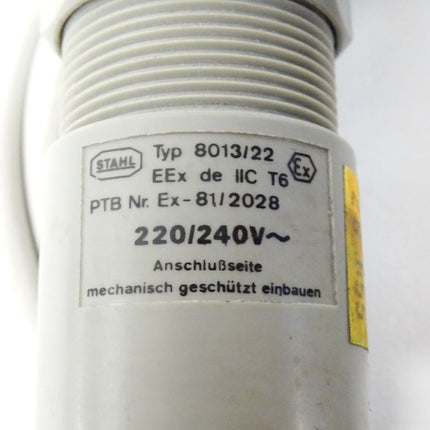 STAHL
Typ 8013/22
Ex
EEx de IIC T6
PTB Nr. Ex-81/2028
220/240V~
Anschlußseite
mechanisch geschützt einbauen